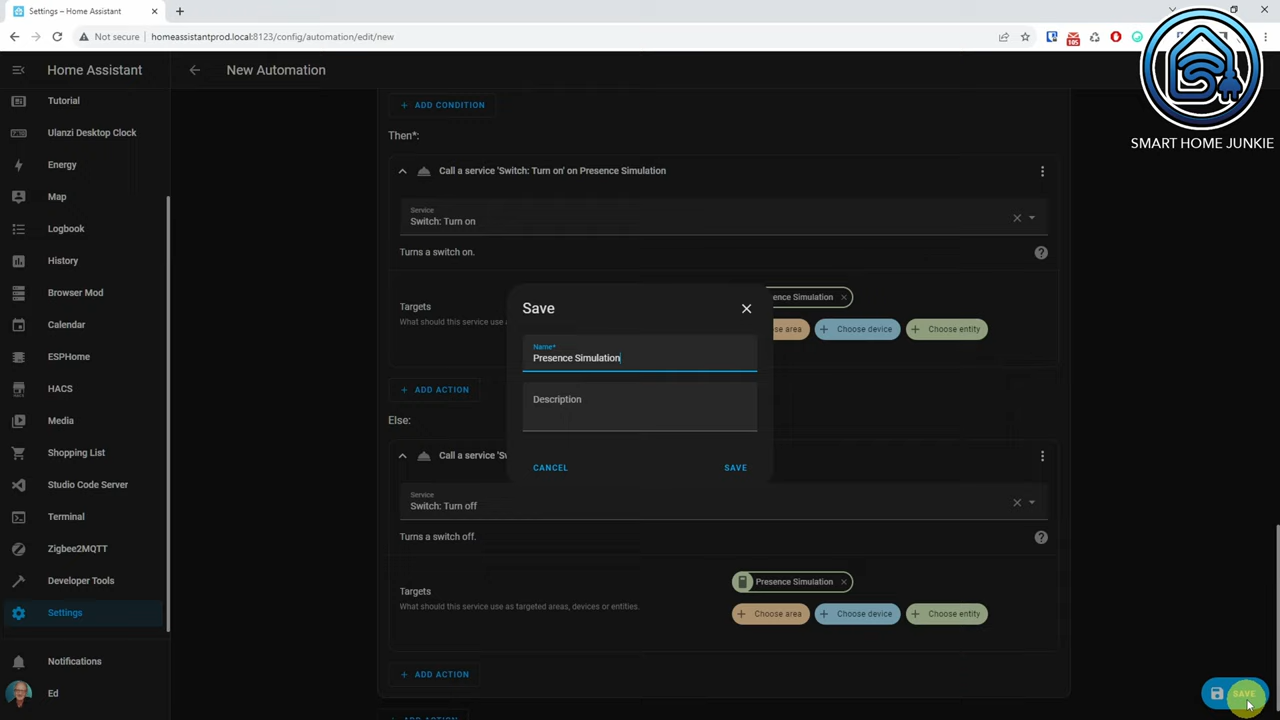 Settings – Home Assistant
Not secure
homeassistantprod.local:8123/config/automation/edit/new
105
SMART HOME JUNKIE
Home Assistant
New Automation
Tutorial
Ulanzi Desktop Clock
Energy
Map
Logbook
History
Browser Mod
Calendar
ESPHome
HACS
Media
Shopping List
Studio Code Server
Terminal
Zigbee2MQTT
Developer Tools
Settings
Notifications
Ed
ADD CONDITION
Then*:
Call a service 'Switch: Turn on' on Presence Simulation
Service
Switch: Turn on
Turns a switch on.
Targets
What should this service use a
ence Simulation
se area
Choose device
Choose entity
ADD ACTION
Save
Name*
Presence Simulation
Description
CANCEL
SAVE
Else:
Call a service 'S
Service
Switch: Turn off
Turns a switch off.
Targets
What should this service use as targeted areas, devices or entities.
Presence Simulation
Choose area
Choose device
Choose entity
ADD ACTION
SAVE